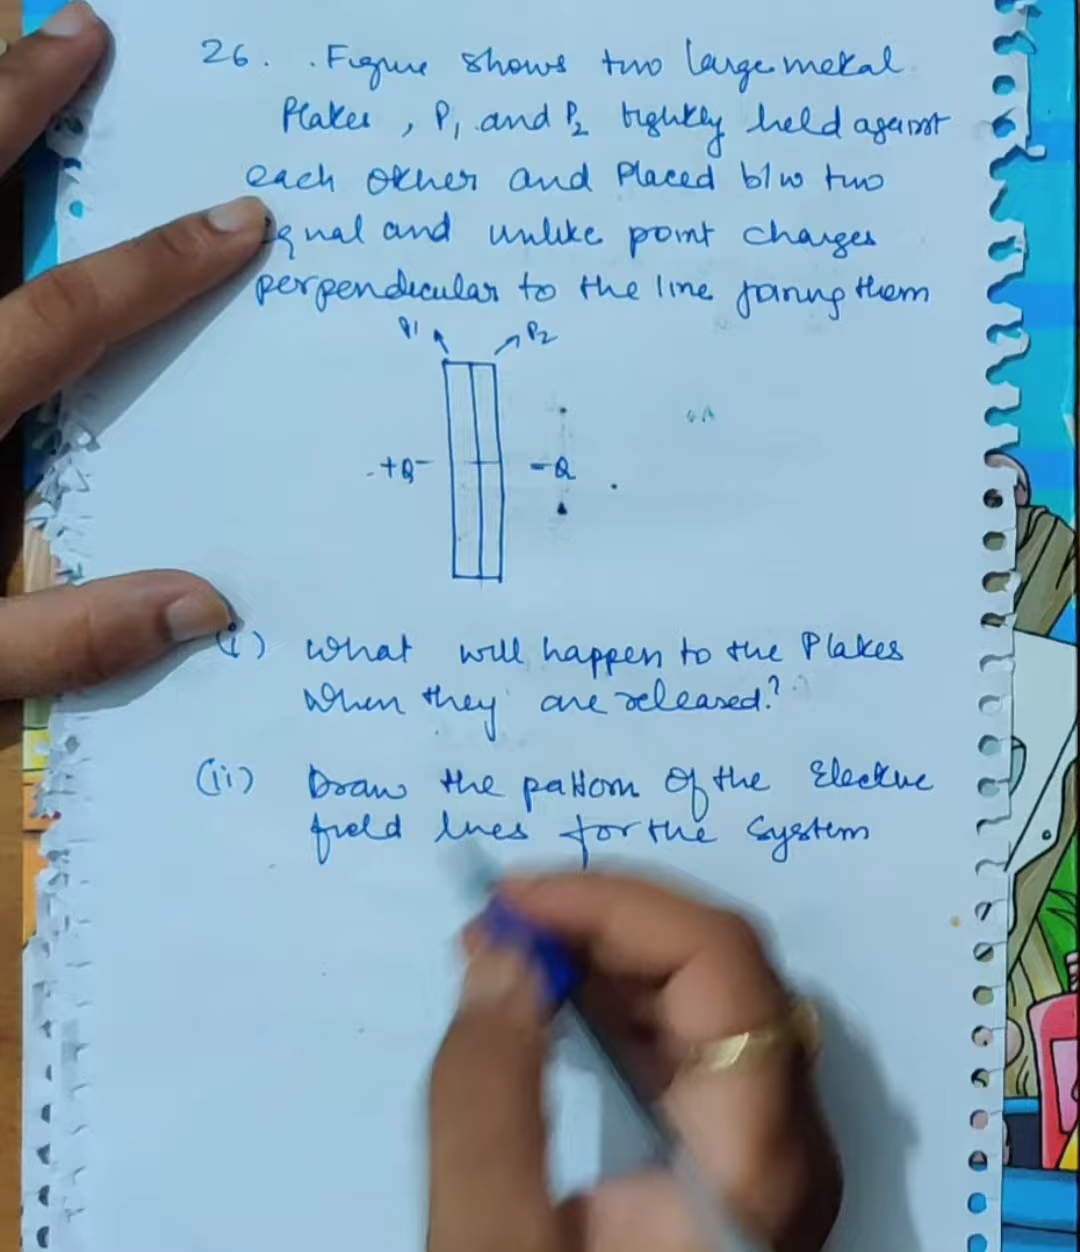 26. . Figure shows two large metal
Plates, P1 and P2 tightly held against
each other and Placed b/w two
equal and unlike point charges
perpendicular to the line joining them
P1 P2
+Q - Q
(i) What will happen to the Plates
when they are released?
(ii) Draw the pattern of the Electric
field lines for the system